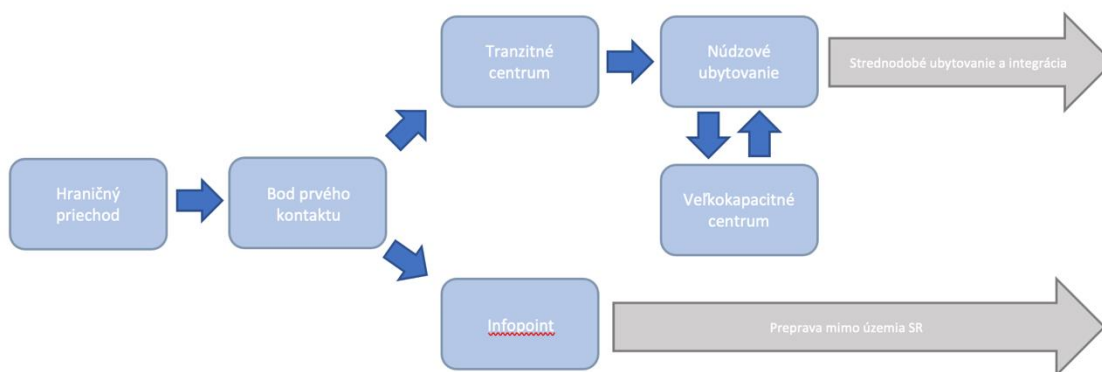 Tranzitné
centrum
Núdzové
ubytovanie
Strednodobé ubytovanie a integrácia
Hraničný
priechod
Bod prvého
kontaktu
Veľkokapacitné
centrum
Infopoint
Preprava mimo územia SR